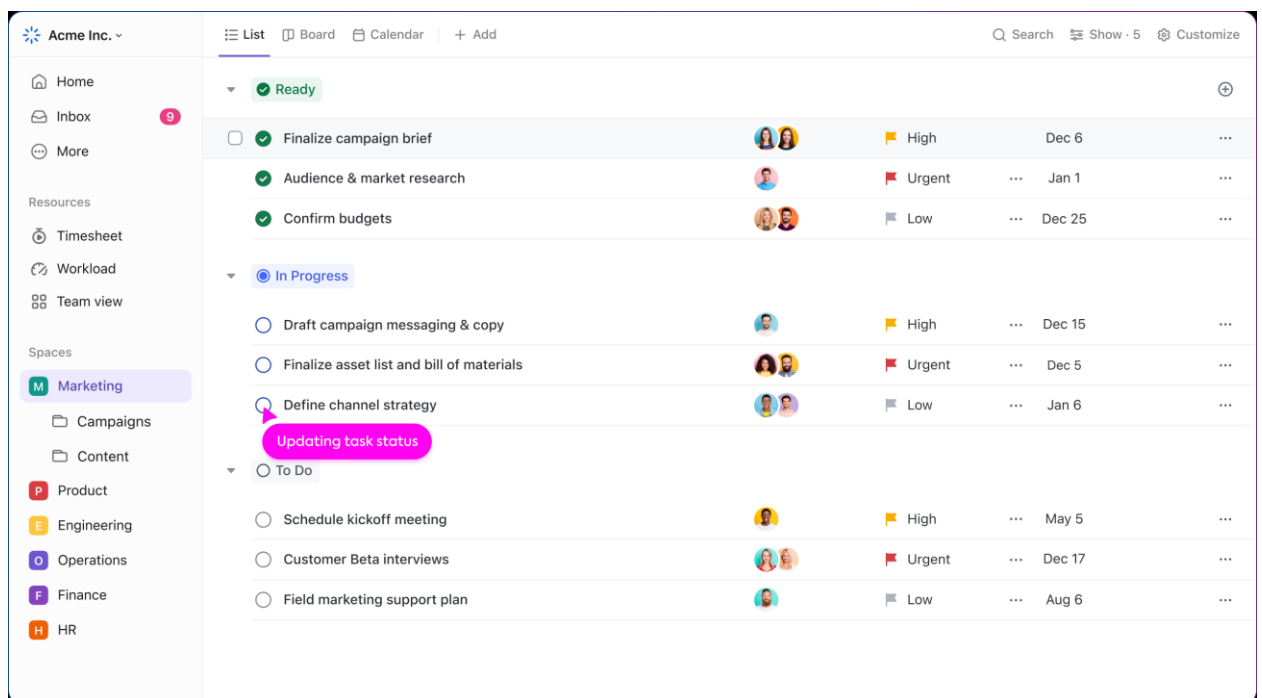 Acme Inc.
List Board Calendar + Add
Search Show · 5 Customize
Home
Inbox 9
More
Resources
Timesheet
Workload
Team view
Spaces
M Marketing
Campaigns
Content
P Product
E Engineering
O Operations
F Finance
H HR
Ready
Finalize campaign brief High Dec 6 ...
Audience & market research Urgent ... Jan 1 ...
Confirm budgets Low ... Dec 25 ...
In Progress
Draft campaign messaging & copy High ... Dec 15 ...
Finalize asset list and bill of materials Urgent ... Dec 5 ...
Define channel strategy Low ... Jan 6 ...
Updating task status
To Do
Schedule kickoff meeting High ... May 5 ...
Customer Beta interviews Urgent ... Dec 17 ...
Field marketing support plan Low ... Aug 6 ...